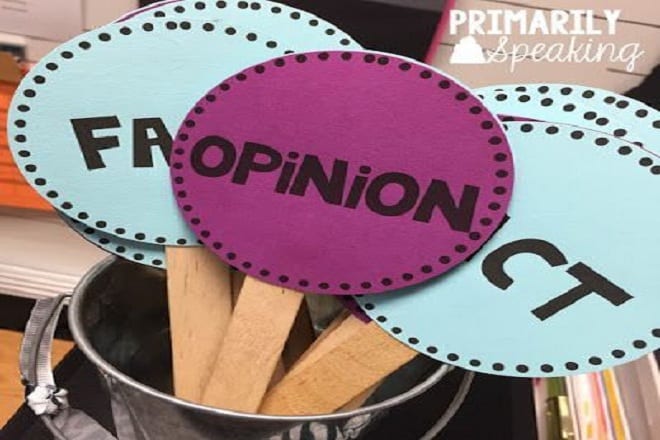 PRIMARILY
Speaking
FA
OPiNiON
CT